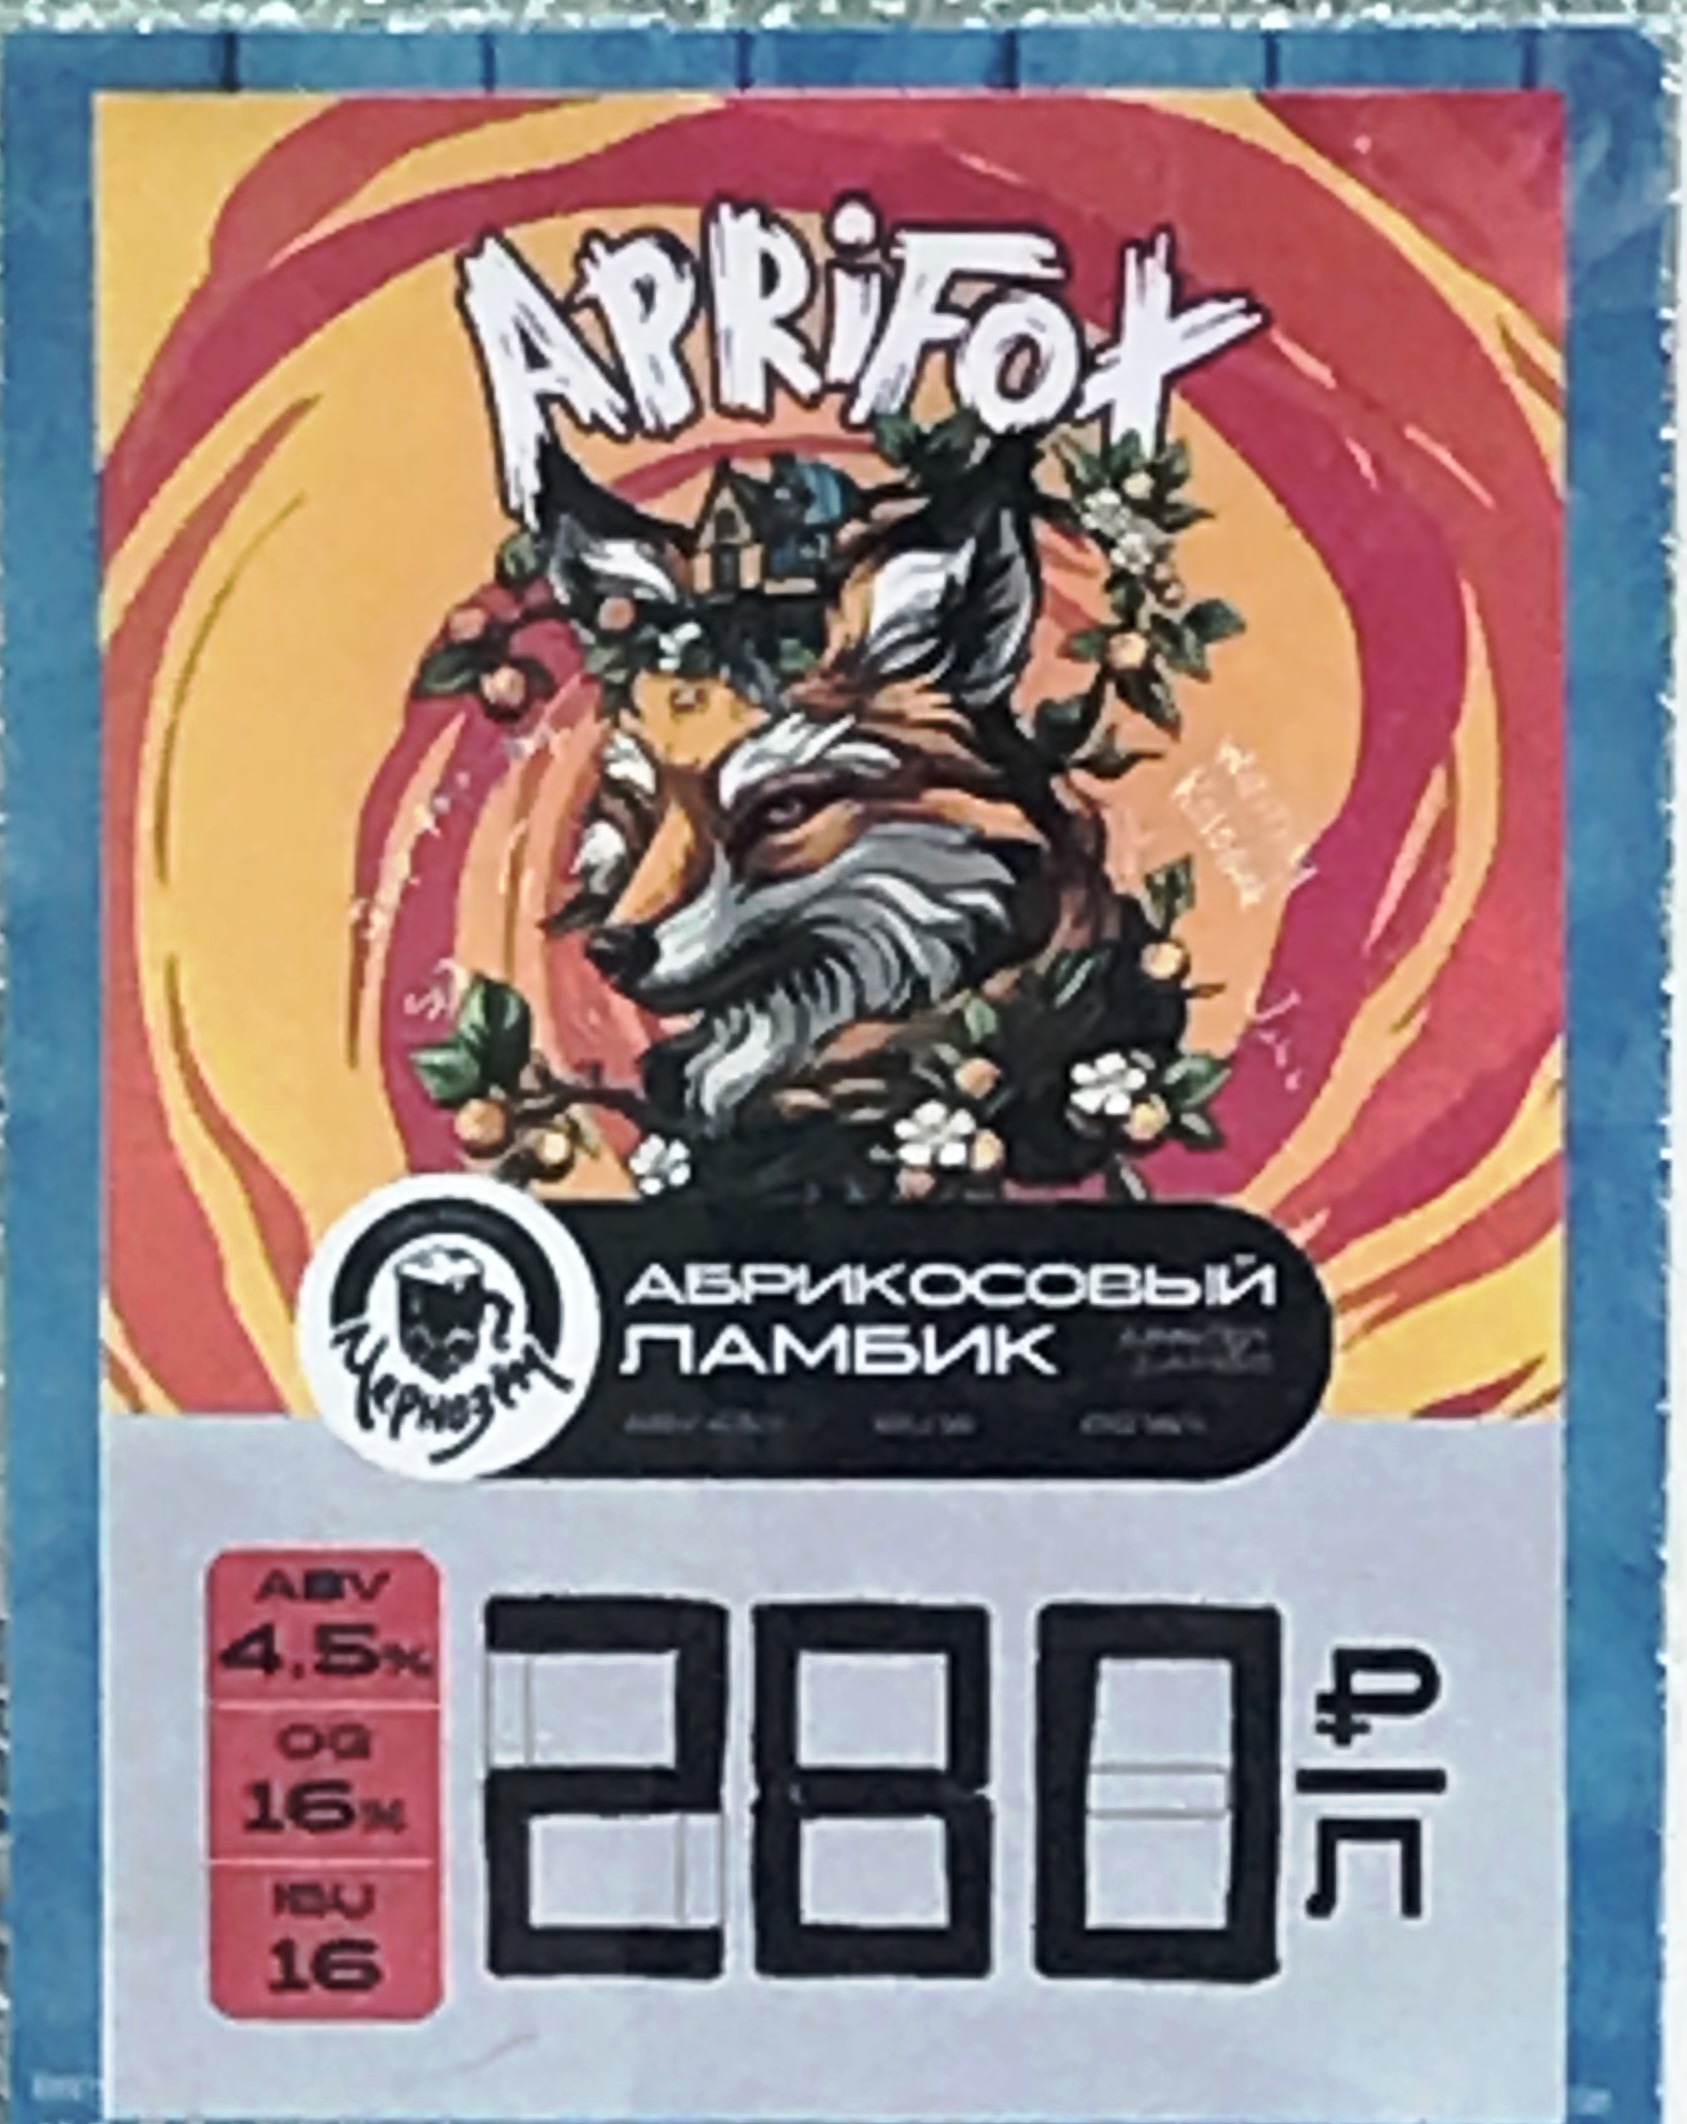 APRiFOX
АБРИКОСОВЫЙ
ЛАМБИК
Чернозём
ABV
4.5%
OG
16%
IBU
16
280 ₽/л